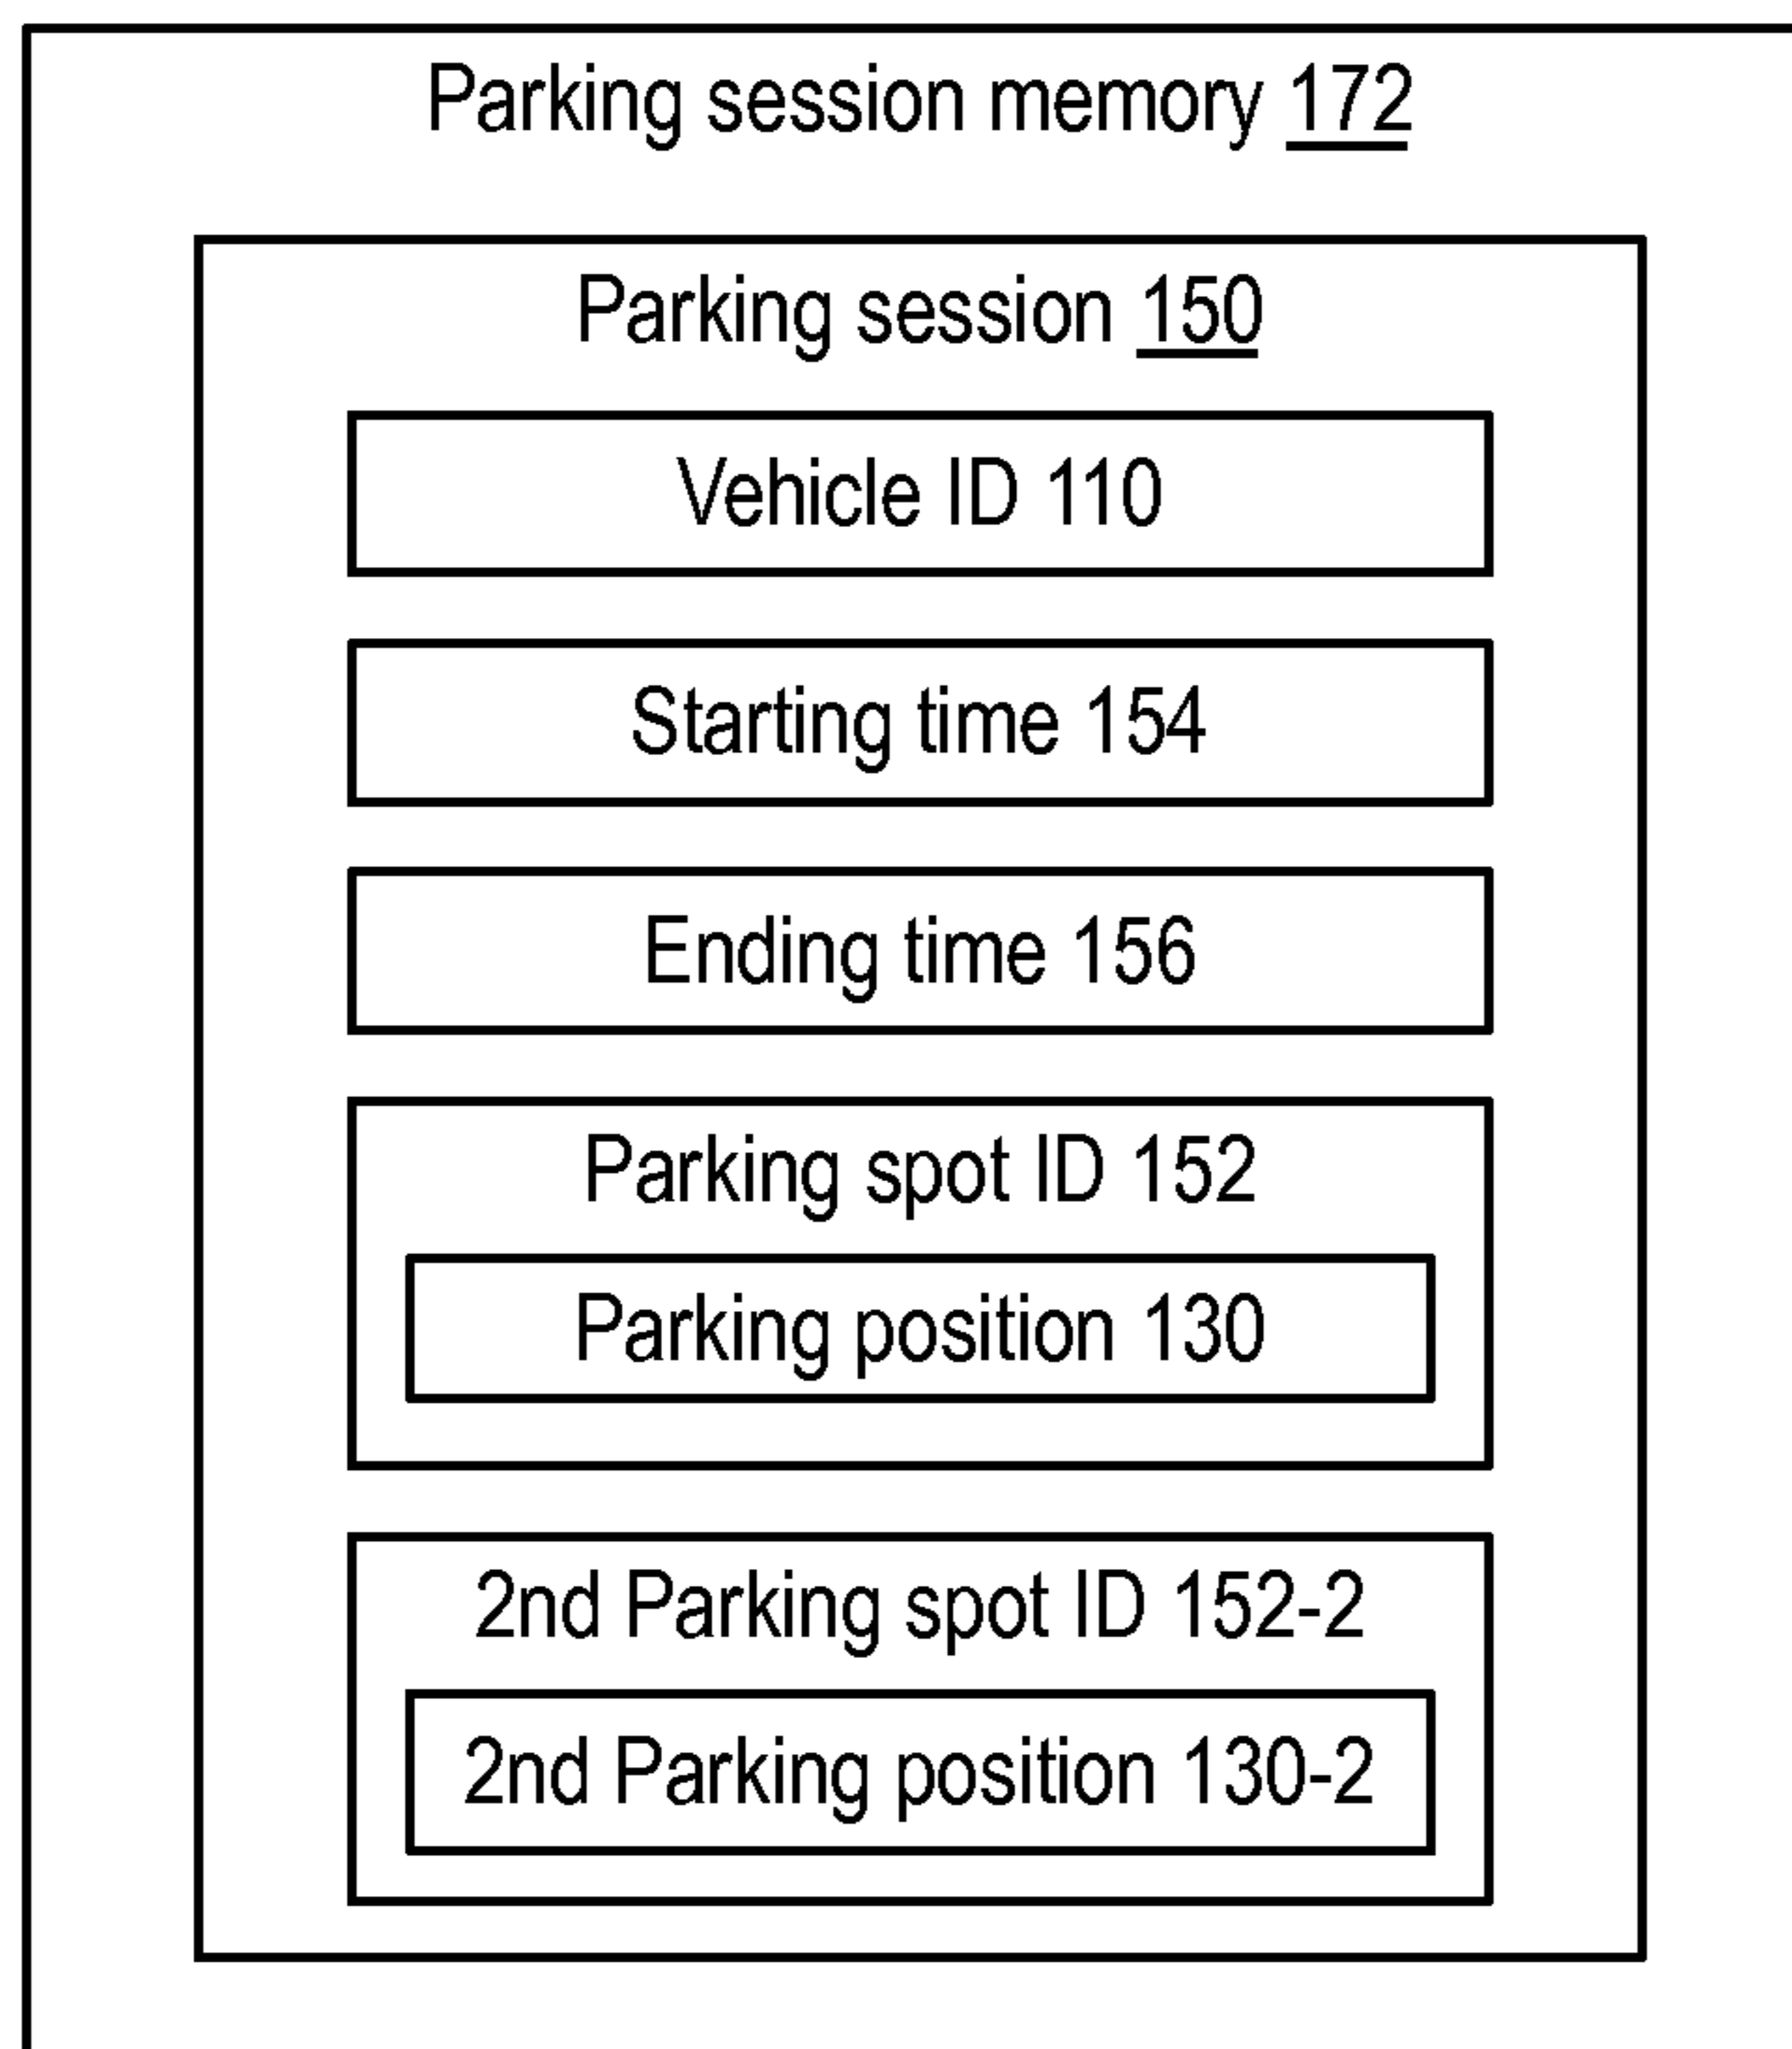 Parking session memory 172
Parking session 150
Vehicle ID 110
Starting time 154
Ending time 156
Parking spot ID 152
Parking position 130
2nd Parking spot ID 152-2
2nd Parking position 130-2